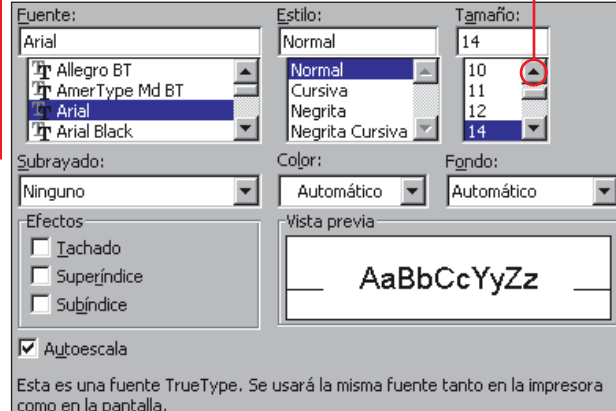 Fuente: Estilo: Tamaño:
Arial Normal 14
Allegro BT Normal 10
AmerType Md BT Cursiva 11
Arial Negrita 12
Arial Black Negrita Cursiva 14
Subrayado: Color: Fondo:
Ninguno Automático Automático
Efectos Vista previa
Tachado
Superíndice AaBbCcYyZz
Subíndice
Autoescala
Esta es una fuente TrueType. Se usará la misma fuente tanto en la impresora
como en la pantalla.